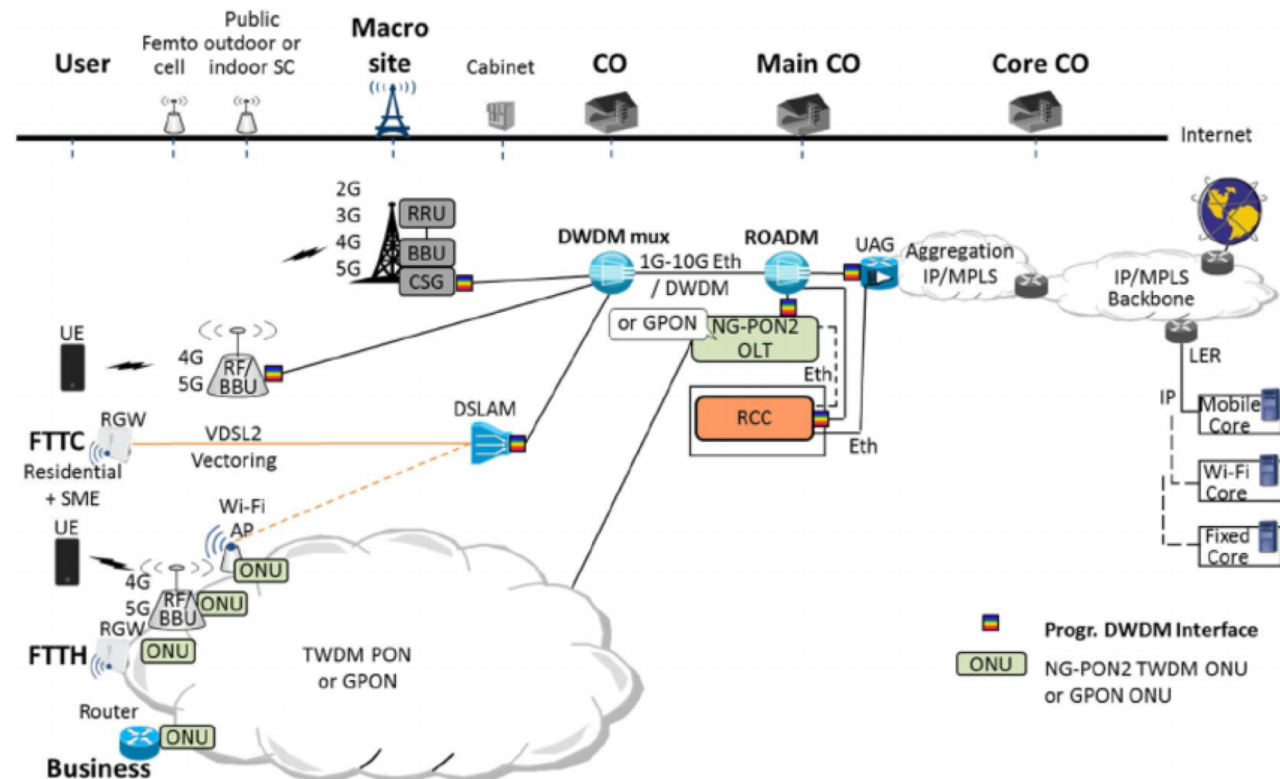 User
Femto
cell
Public
outdoor or
indoor SC
Macro
site
Cabinet
CO
Main CO
Core CO
Internet
2G
3G
4G
5G
RRU
BBU
CSG
DWDM mux
1G-10G Eth
/ DWDM
ROADM
UAG
Aggregation
IP/MPLS
IP/MPLS
Backbone
or GPON
NG-PON2
OLT
Eth
RCC
Eth
LER
IP
Mobile
Core
Wi-Fi
Core
Fixed
Core
UE
4G
5G
RF/
BBU
DSLAM
RGW
FTTC
Residential
+ SME
VDSL2
Vectoring
Wi-Fi
AP
ONU
UE
4G
5G
RF/
BBU
ONU
RGW
FTTH
ONU
TWDM PON
or GPON
Router
ONU
Business
Progr. DWDM Interface
ONU
NG-PON2 TWDM ONU
or GPON ONU